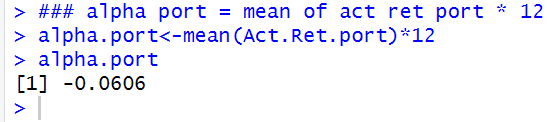 > ### alpha port = mean of act ret port * 12
> alpha.port<-mean(Act.Ret.port)*12
> alpha.port
[1] -0.0606
>